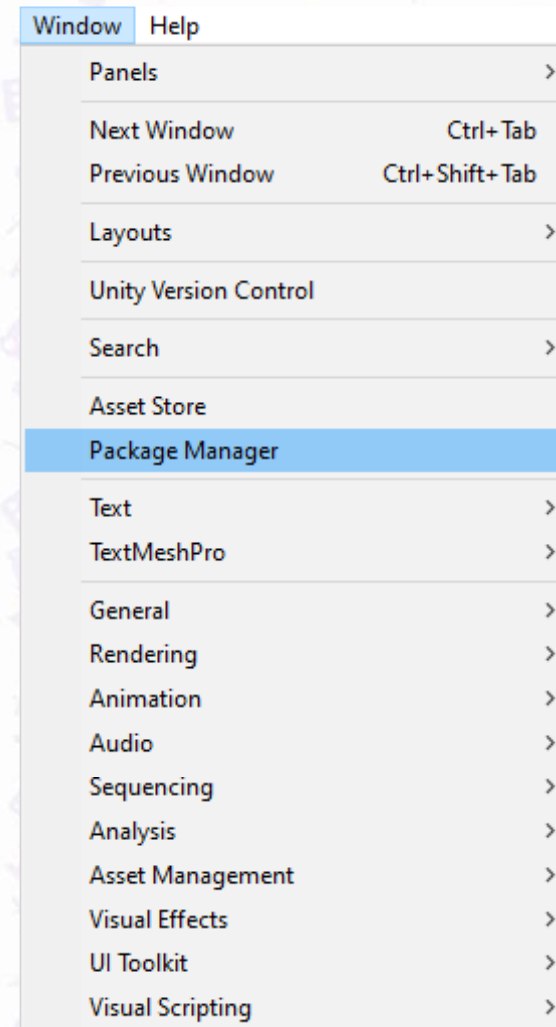 Window Help
Panels
Next Window Ctrl+Tab
Previous Window Ctrl+Shift+Tab
Layouts
Unity Version Control
Search
Asset Store
Package Manager
Text
TextMeshPro
General
Rendering
Animation
Audio
Sequencing
Analysis
Asset Management
Visual Effects
UI Toolkit
Visual Scripting